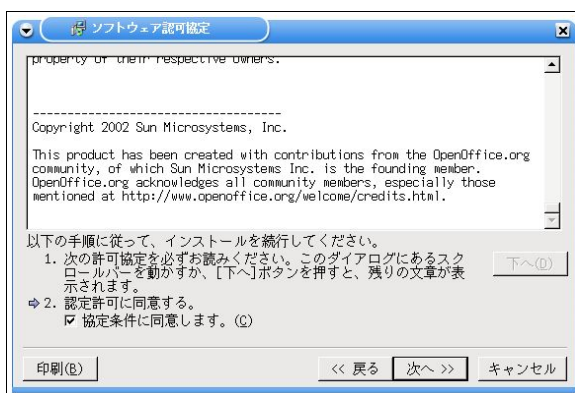 ソフトウェア認可協定
property of their respective owners.
----------------------------------
Copyright 2002 Sun Microsystems, Inc.
This product has been created with contributions from the OpenOffice.org
community, of which Sun Microsystems Inc. is the founding member.
OpenOffice.org acknowledges all community members, especially those
mentioned at http://www.openoffice.org/welcome/credits.html.
以下の手順に従って、インストールを続行してください。
1. 次の許可協定を必ずお読みください。このダイアログにあるスク
ロールバーを動かすか、[下へ]ボタンを押すと、残りの文章が表
示されます。
下へ(D)
2. 認定許可に同意する。
協定条件に同意します。(C)
印刷(B)
<< 戻る
次へ >>
キャンセル